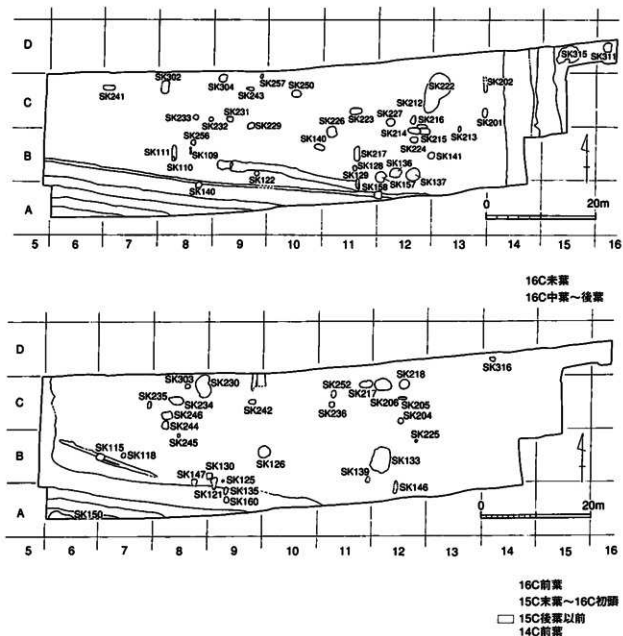 D
SK302
SK304
SK257
SK315
SK311
C
SK241
SK243
SK250
SK222
SK202
SK212
SK233
SK231
SK232
SK229
SK223
SK227
SK216
SK226
SK214
SK215
SK213
SK201
SK256
SK140
SK224
B
SK111
SK109
SK110
SK217
SK128
SK136
SK141
SK122
SK129
SK157
SK137
SK140
SK158
A
0 20m
5 6 7 8 9 10 11 12 13 14 15 16
16C末葉
16C中葉～後葉
D
SK316
SK303
SK230
SK252
SK217
SK218
C
SK235
SK234
SK242
SK236
SK206
SK205
SK246
SK204
SK244
SK245
SK225
B
SK115
SK118
SK130
SK126
SK133
SK147
SK125
SK139
SK121
SK135
SK146
SK160
A
SK150
0 20m
5 6 7 8 9 10 11 12 13 14 15 16
16C前葉
15C末葉～16C初頭
15C後葉以前
14C前葉